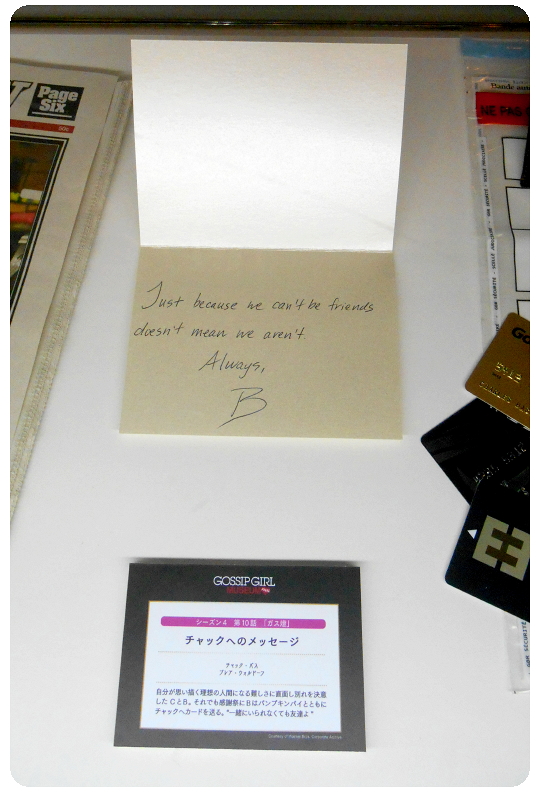 Page
Six
50¢
Bande
NE PAS
Just because we can't be friends
doesn't mean we aren't.
Always,
B
GOSSIP GIRL
MUSEUM
シーズン4 第10話 「ガス燈」
チャックへのメッセージ
チャック・バス
ブレア・ウォルドーフ
自分が思い描く理想の人間になる難しさに直面し別れを決意
した CとB。それでも感謝祭にBはパンプキンパイとともに
チャックへカードを送る。"一緒にいられなくても友達よ"